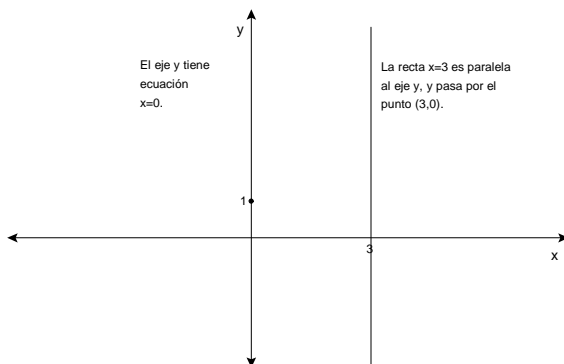 y
El eje y tiene
ecuación
x=0.
La recta x=3 es paralela
al eje y, y pasa por el
punto (3,0).
1
3
x